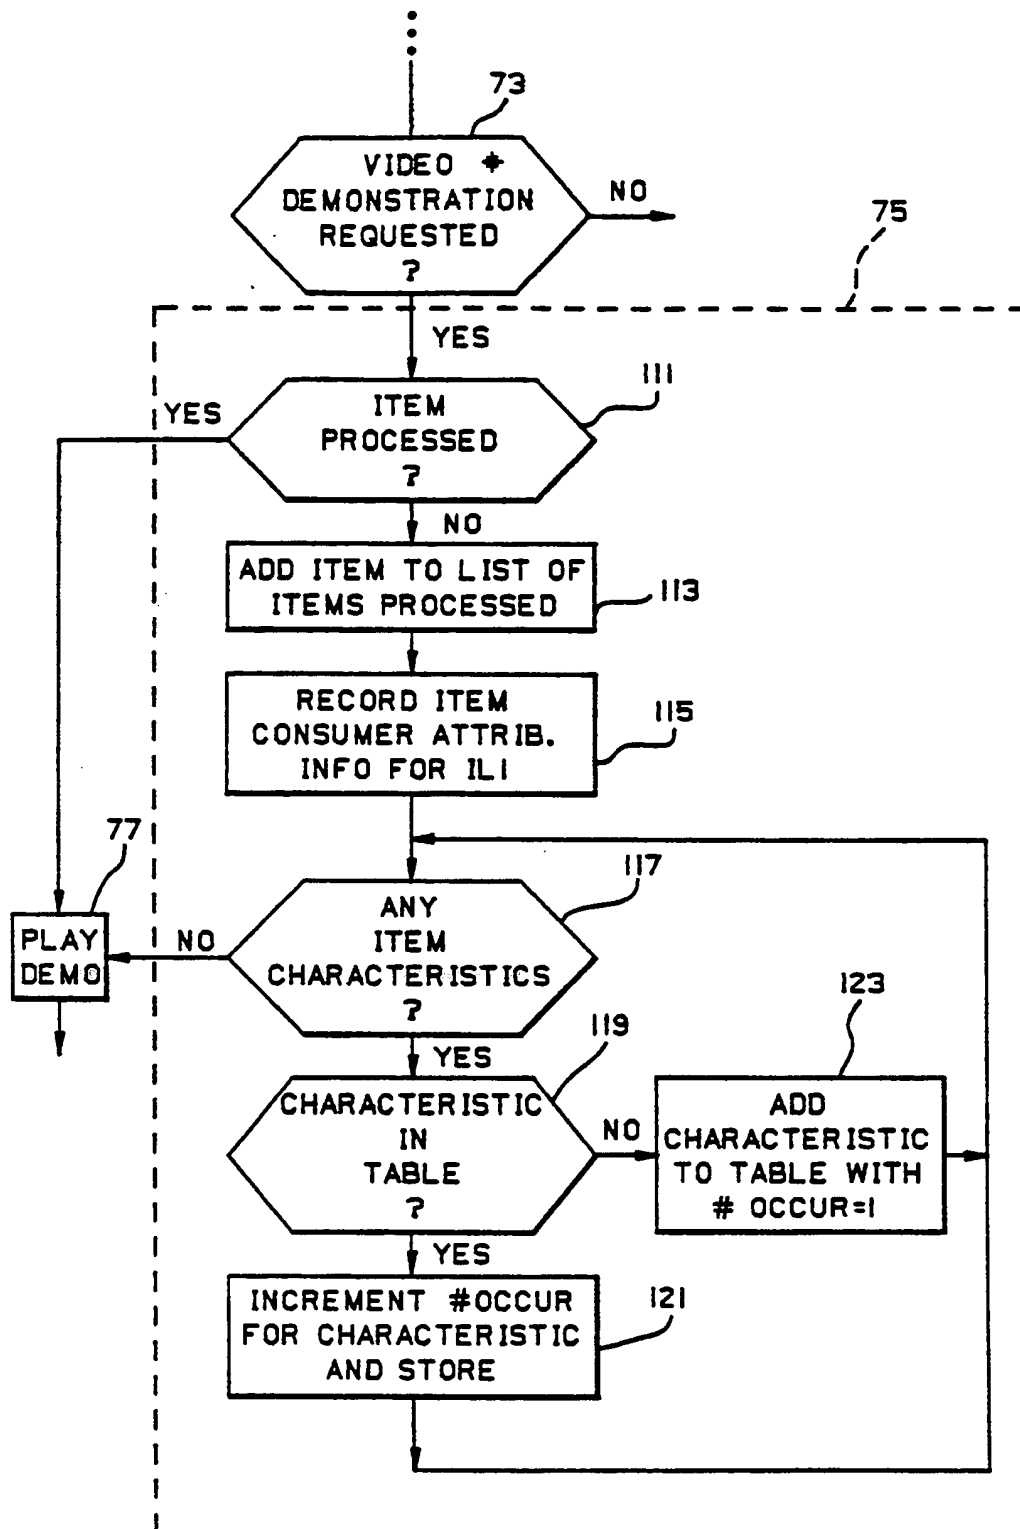 73
VIDEO *
DEMONSTRATION
REQUESTED
?
NO
75
YES
111
ITEM
PROCESSED
?
YES
NO
ADD ITEM TO LIST OF
ITEMS PROCESSED
113
RECORD ITEM
CONSUMER ATTRIB.
INFO FOR ILI
115
77
PLAY
DEMO
NO
117
ANY
ITEM
CHARACTERISTICS
?
YES
119
CHARACTERISTIC
IN
TABLE
?
NO
123
ADD
CHARACTERISTIC
TO TABLE WITH
# OCCUR=1
YES
INCREMENT #OCCUR
FOR CHARACTERISTIC
AND STORE
121